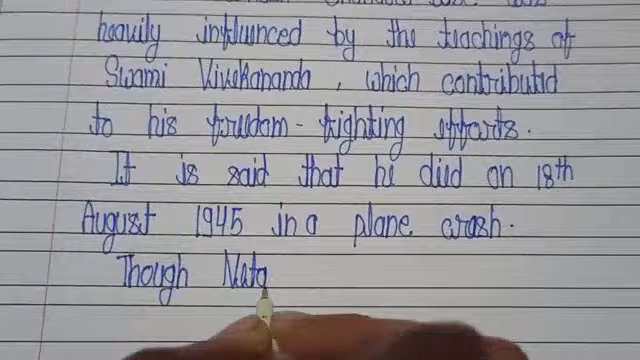 heavily influenced by the teachings of
Swami Vivekananda, which contributed
to his freedom-fighting efforts.
It is said that he died on 18th
August 1945 in a plane crash.
Though Neta